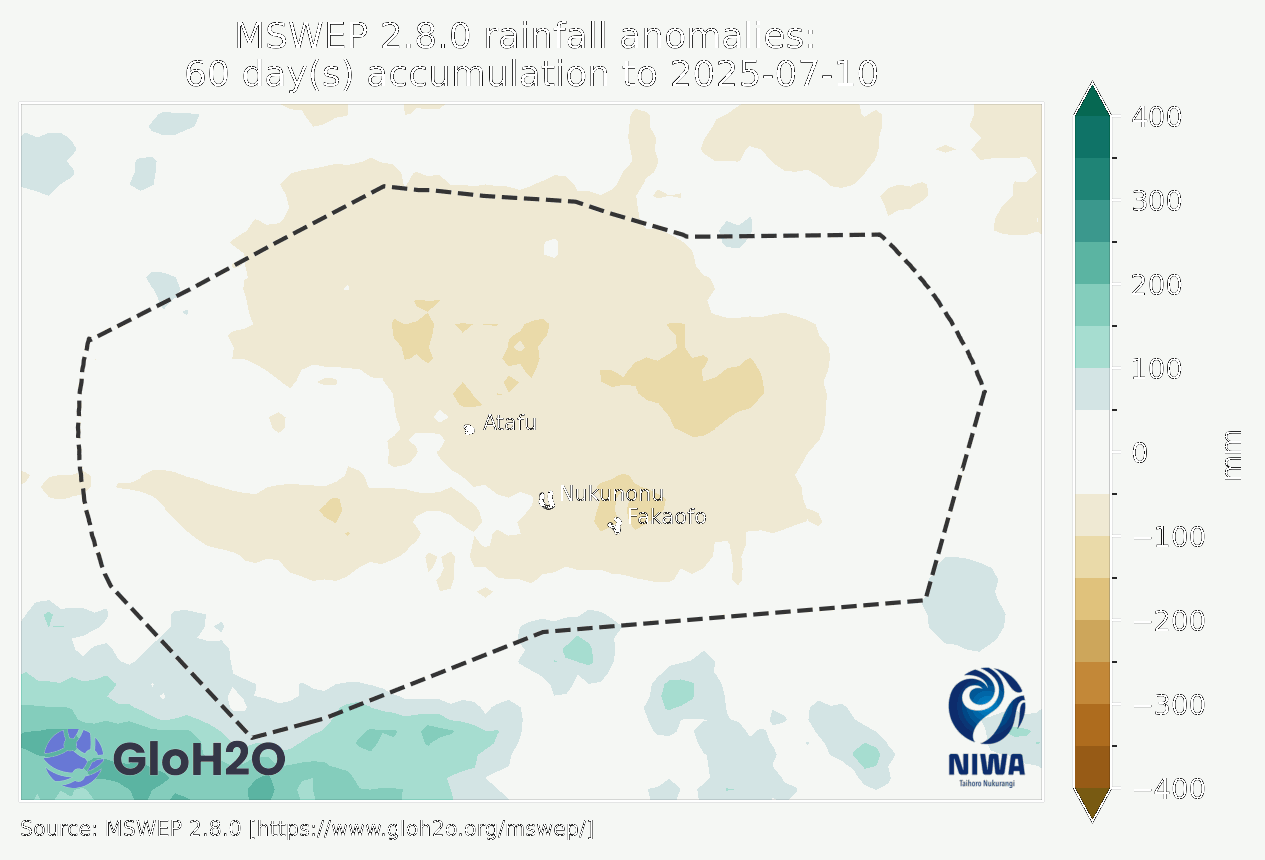 MSWEP 2.8.0 rainfall anomalies:
60 day(s) accumulation to 2025-07-10
400
300
200
100
0
−100
−200
−300
−400
mm
Atafu
Nukunonu
Fakaofo
GloH2O
NIWA
Taihoro Nukurangi
Source: MSWEP 2.8.0 [https://www.gloh2o.org/mswep/]